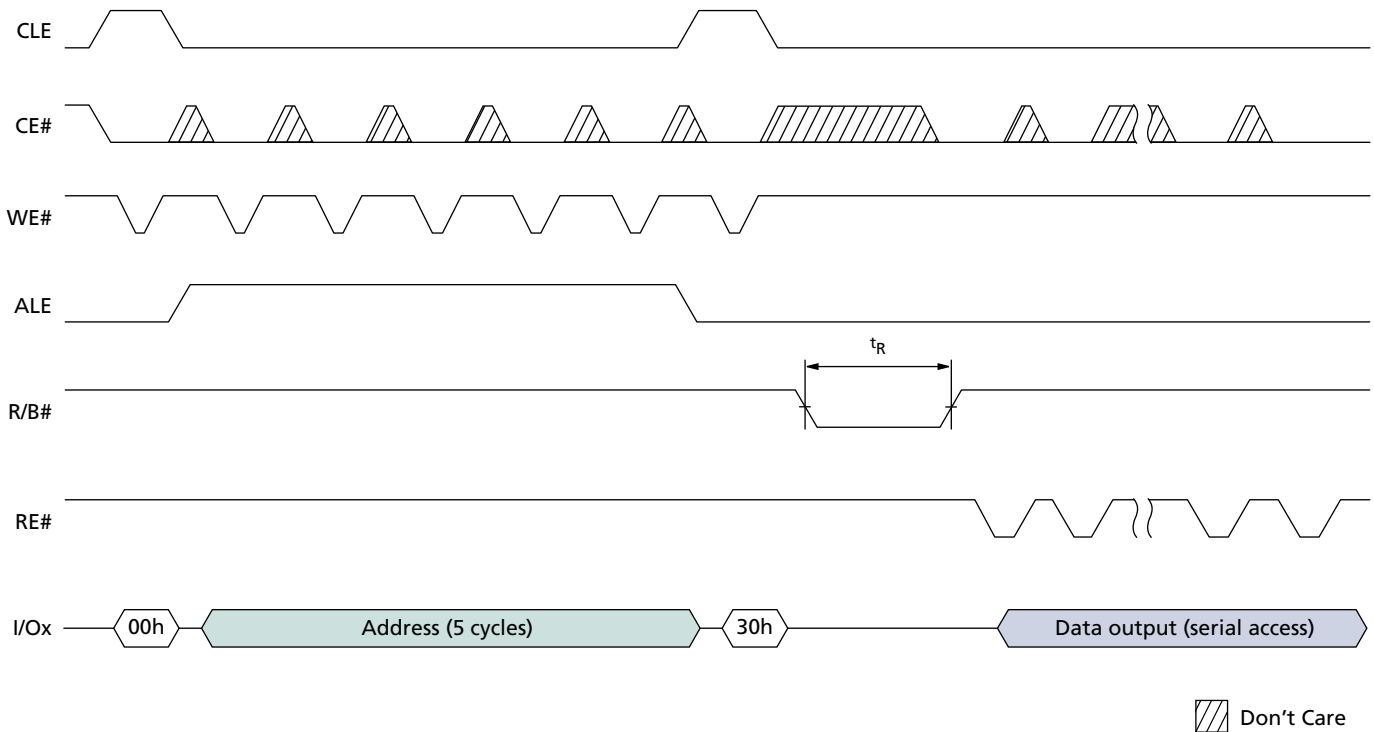 CLE
CE#
WE#
ALE
tR
R/B#
RE#
I/Ox
00h
Address (5 cycles)
30h
Data output (serial access)
Don't Care